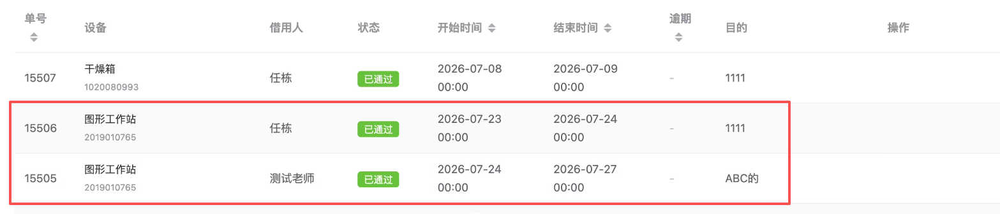 单号 设备 借用人 状态 开始时间 结束时间 逾期 目的 操作
15507 干燥箱 任栋 已通过 2026-07-08 2026-07-09 - 1111
1020080993 00:00 00:00
15506 图形工作站 任栋 已通过 2026-07-23 2026-07-24 - 1111
2019010765 00:00 00:00
15505 图形工作站 测试老师 已通过 2026-07-24 2026-07-27 - ABC的
2019010765 00:00 00:00